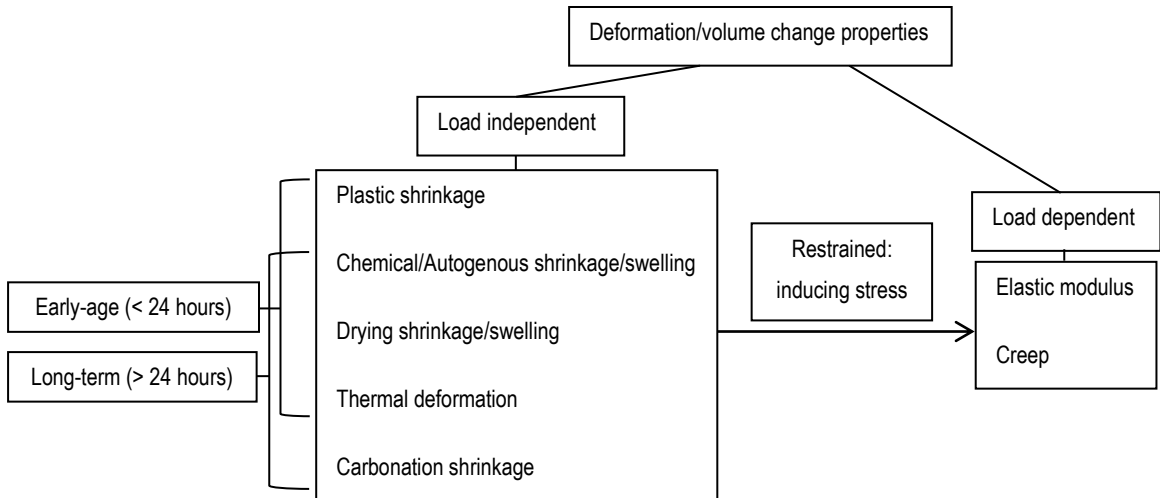 Deformation/volume change properties
Load independent
Plastic shrinkage
Chemical/Autogenous shrinkage/swelling
Drying shrinkage/swelling
Thermal deformation
Carbonation shrinkage
Early-age (< 24 hours)
Long-term (> 24 hours)
Restrained:
inducing stress
Load dependent
Elastic modulus
Creep